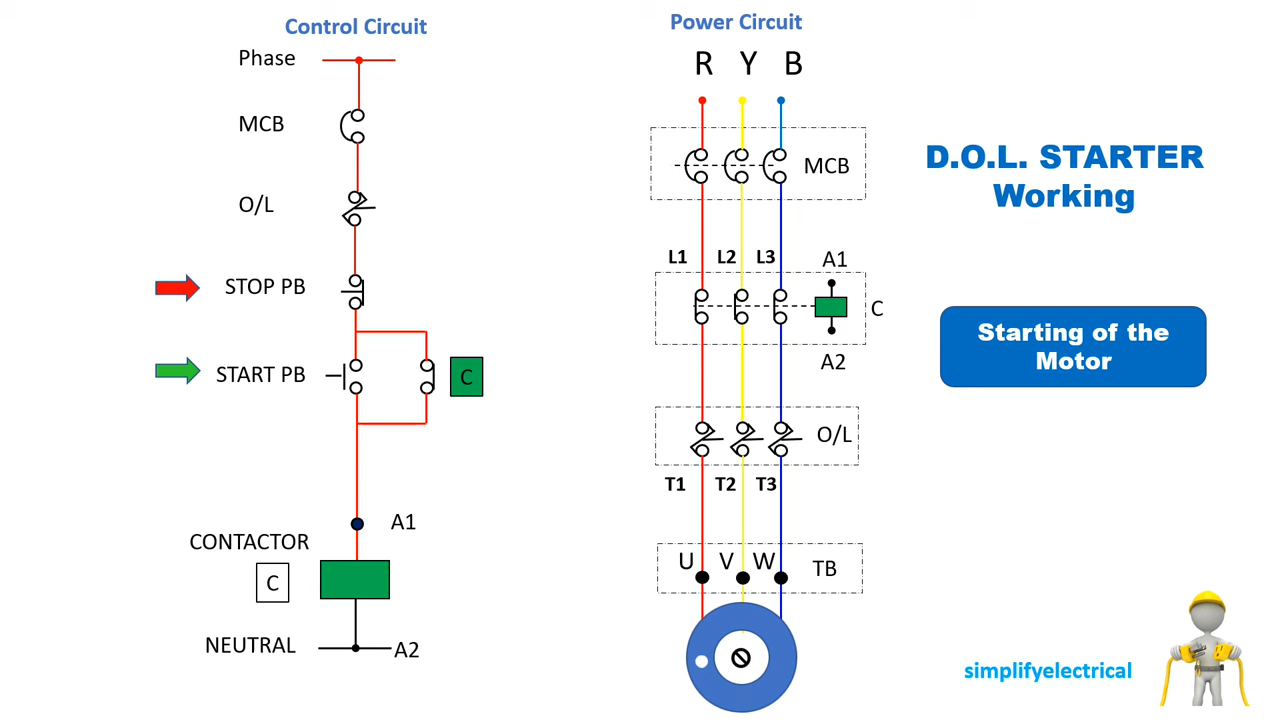 Control Circuit
Phase
MCB
O/L
STOP PB
START PB
C
A1
CONTACTOR
C
NEUTRAL
A2
Power Circuit
R Y B
MCB
L1 L2 L3
A1
C
A2
O/L
T1 T2 T3
U V W
TB
D.O.L. STARTER
Working
Starting of the
Motor
simplifyelectrical